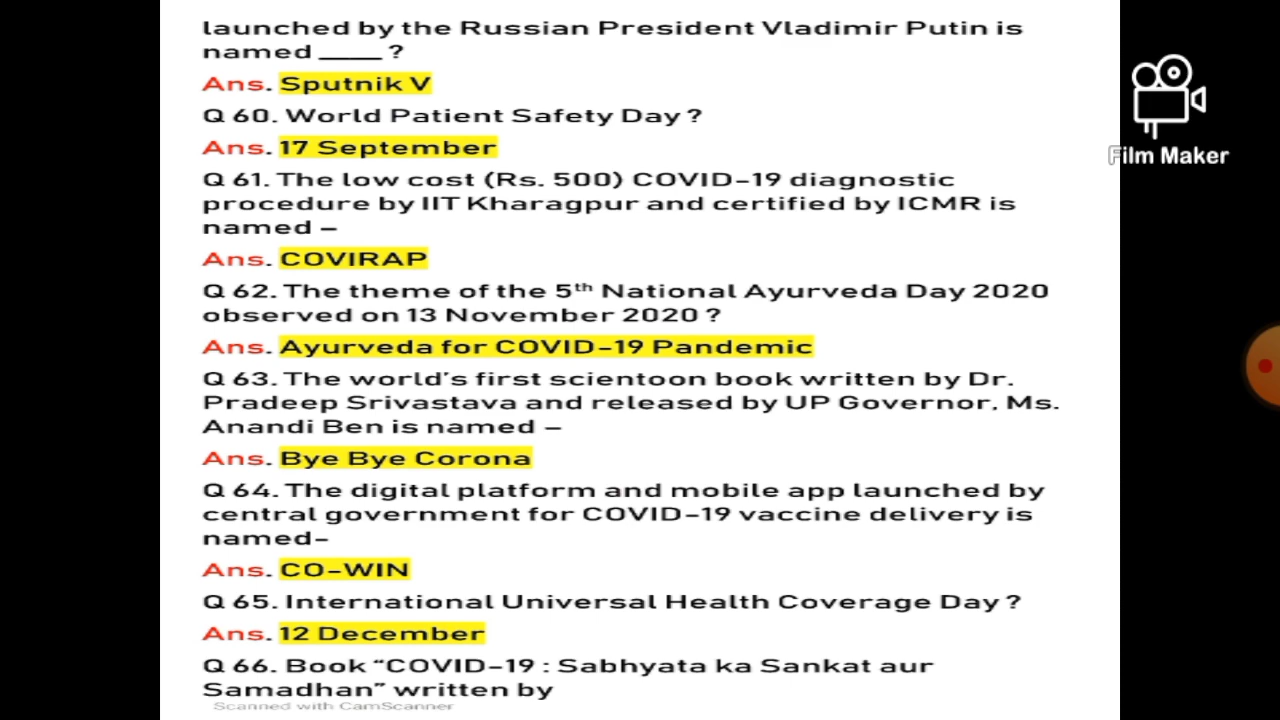 launched by the Russian President Vladimir Putin is
named ____ ?
Ans. Sputnik V
Q 60. World Patient Safety Day ?
Ans. 17 September
Q 61. The low cost (Rs. 500) COVID-19 diagnostic
procedure by IIT Kharagpur and certified by ICMR is
named –
Ans. COVIRAP
Q 62. The theme of the 5th National Ayurveda Day 2020
observed on 13 November 2020 ?
Ans. Ayurveda for COVID-19 Pandemic
Q 63. The world's first scientoon book written by Dr.
Pradeep Srivastava and released by UP Governor, Ms.
Anandi Ben is named –
Ans. Bye Bye Corona
Q 64. The digital platform and mobile app launched by
central government for COVID-19 vaccine delivery is
named-
Ans. CO-WIN
Q 65. International Universal Health Coverage Day ?
Ans. 12 December
Q 66. Book “COVID-19 : Sabhyata ka Sankat aur
Samadhan” written by
Scanned with CamScanner
Film Maker